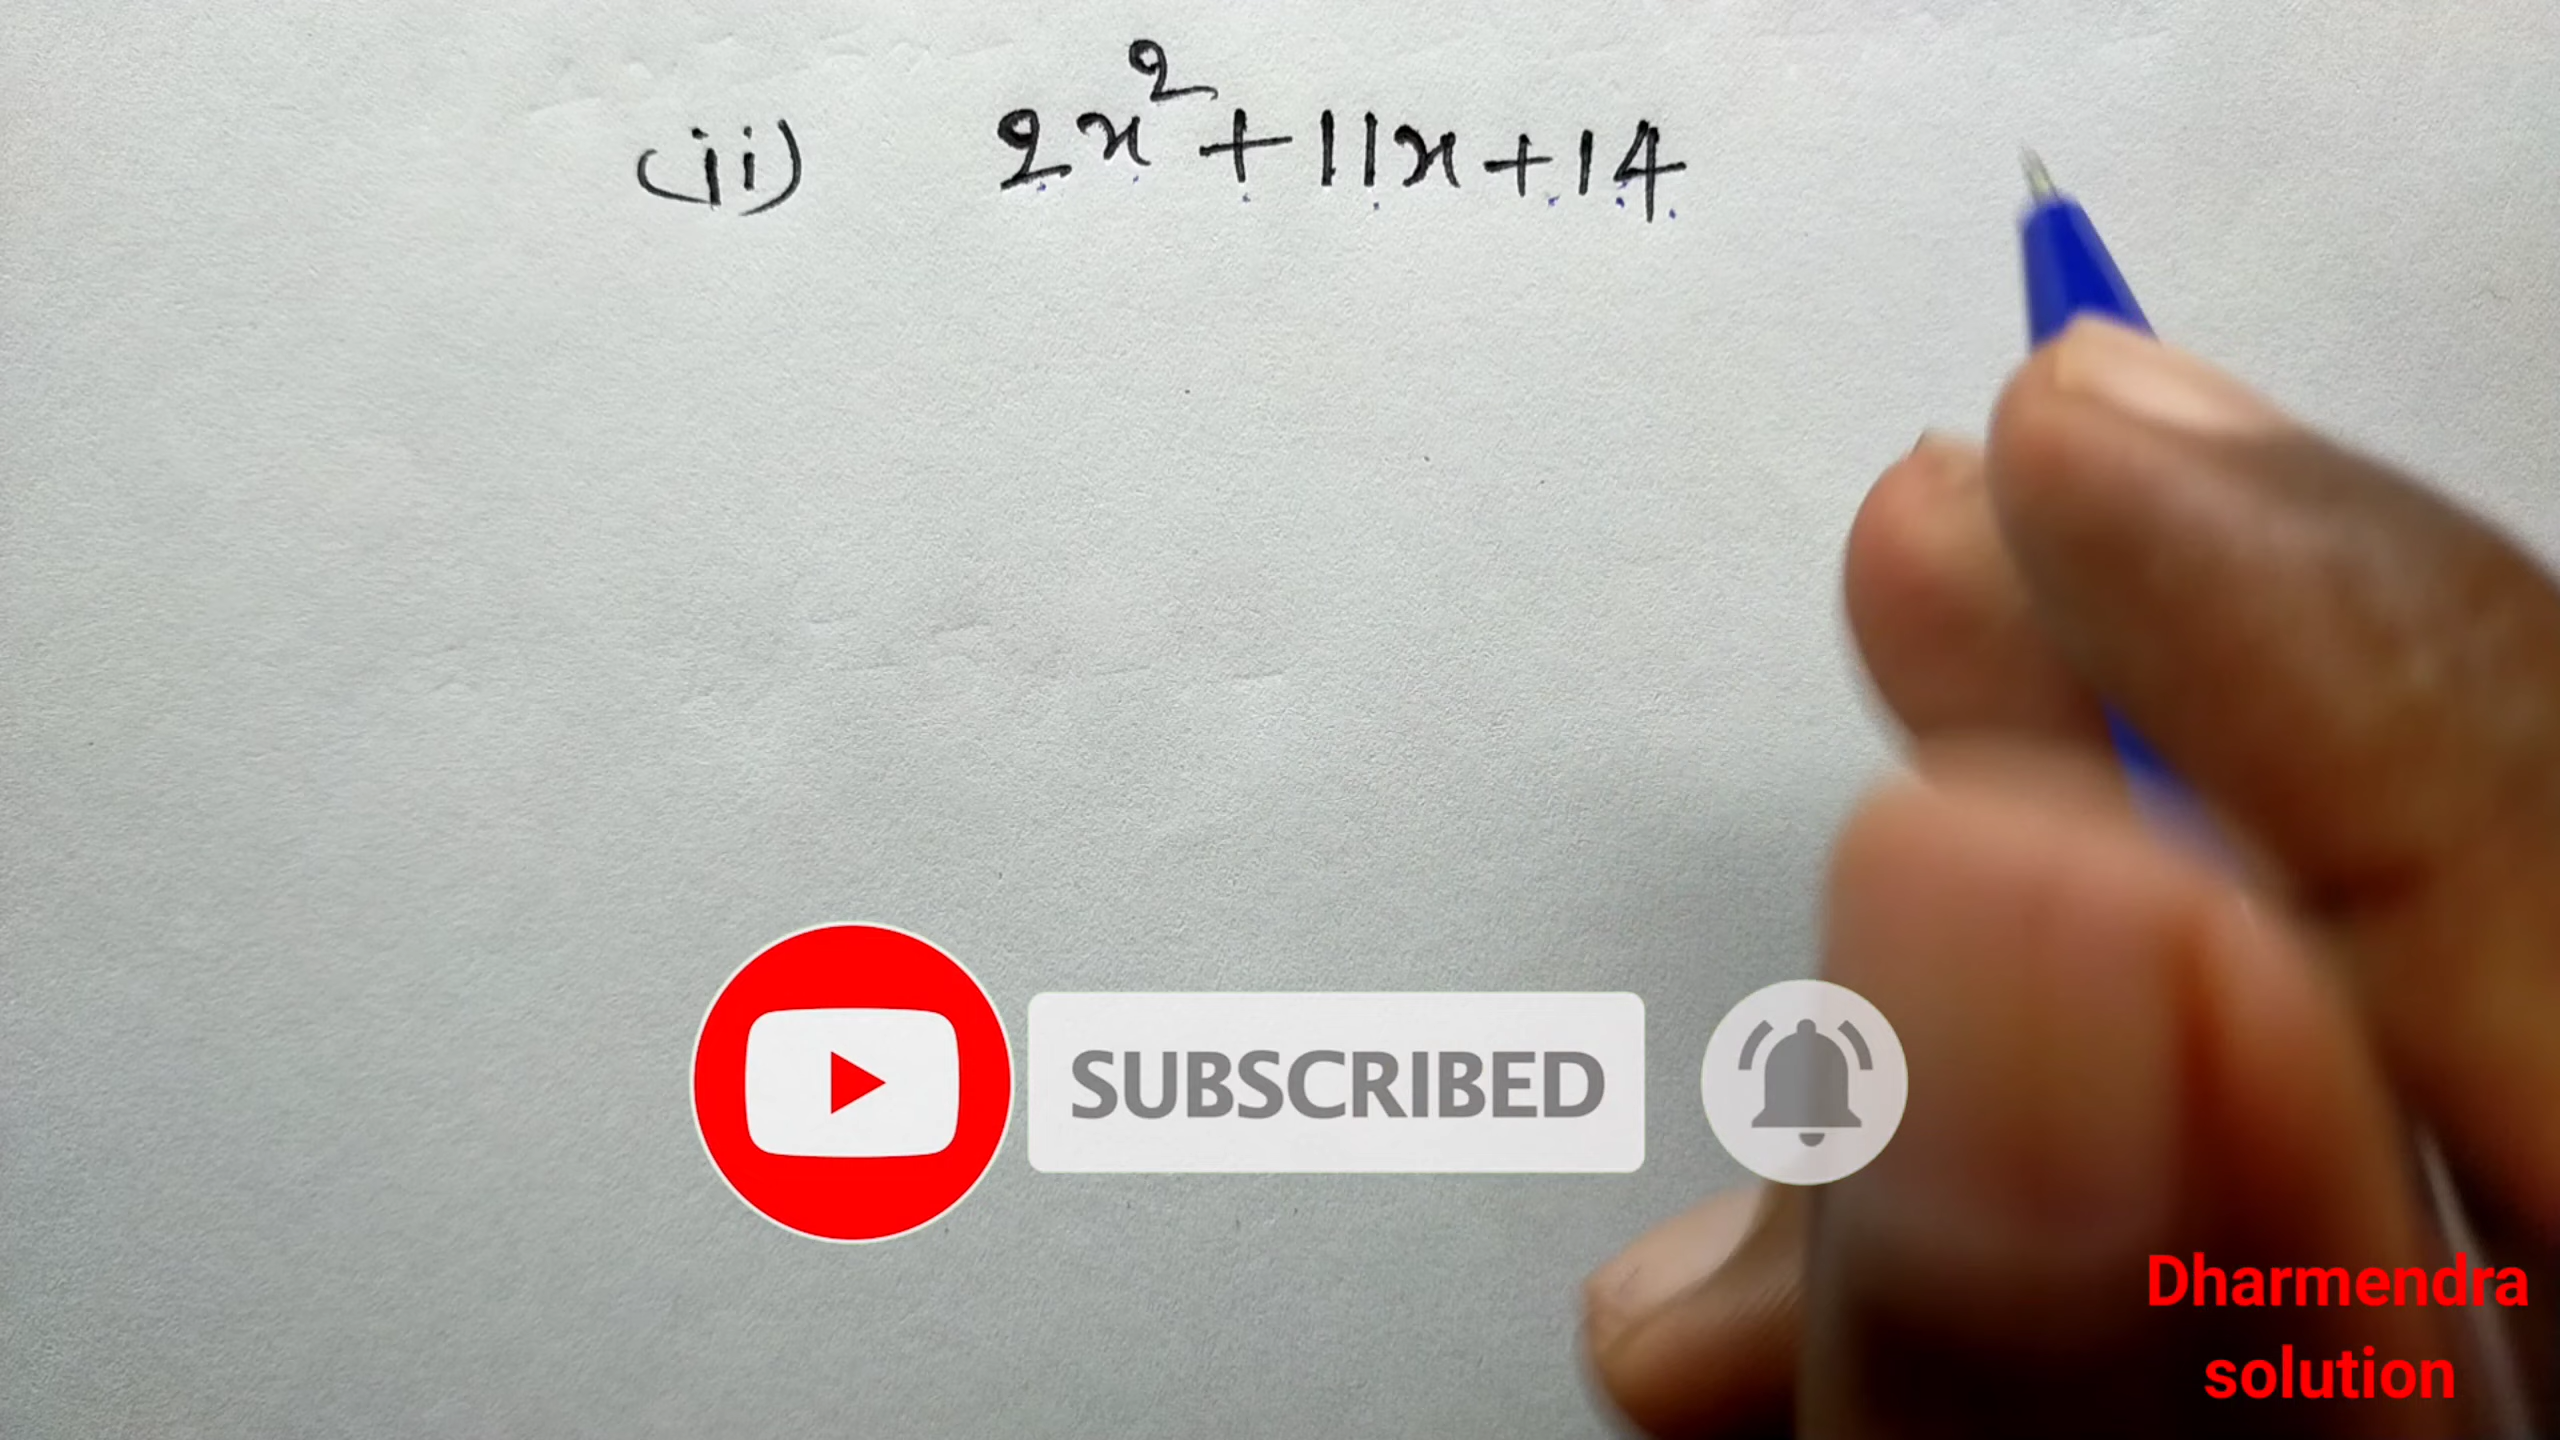 (ii) 2x² + 11x + 14
SUBSCRIBED
Dharmendra
solution